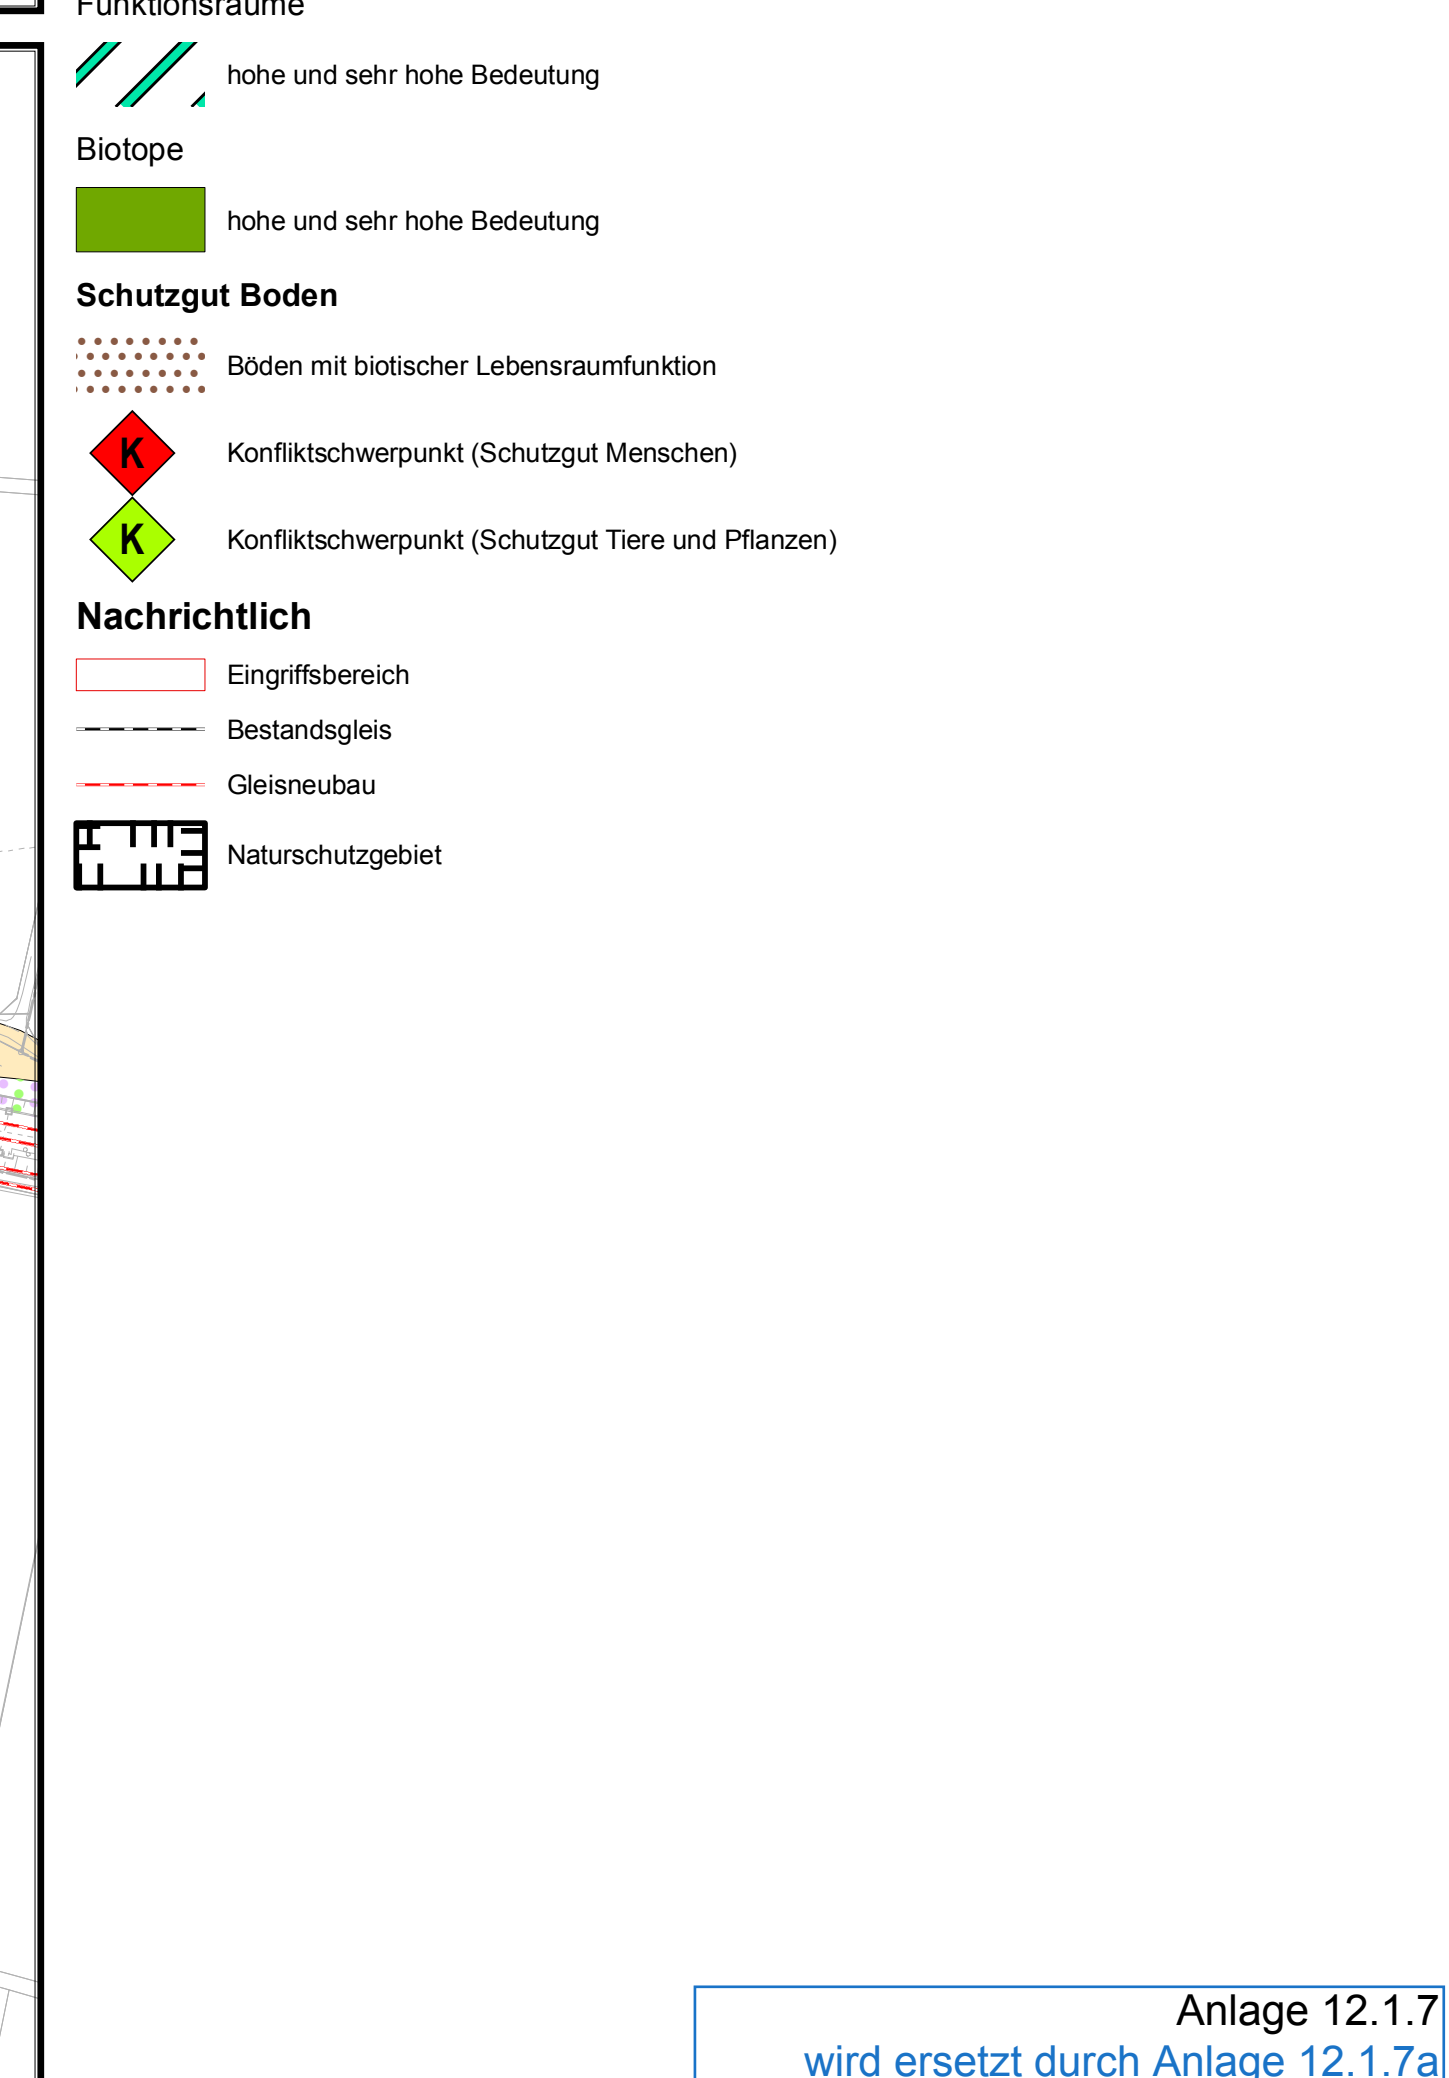 Funktionsräume
hohe und sehr hohe Bedeutung
Biotope
hohe und sehr hohe Bedeutung
Schutzgut Boden
Böden mit biotischer Lebensraumfunktion
K
Konfliktschwerpunkt (Schutzgut Menschen)
K
Konfliktschwerpunkt (Schutzgut Tiere und Pflanzen)
Nachrichtlich
Eingriffsbereich
Bestandsgleis
Gleisneubau
Naturschutzgebiet
Anlage 12.1.7
wird ersetzt durch Anlage 12.1.7a